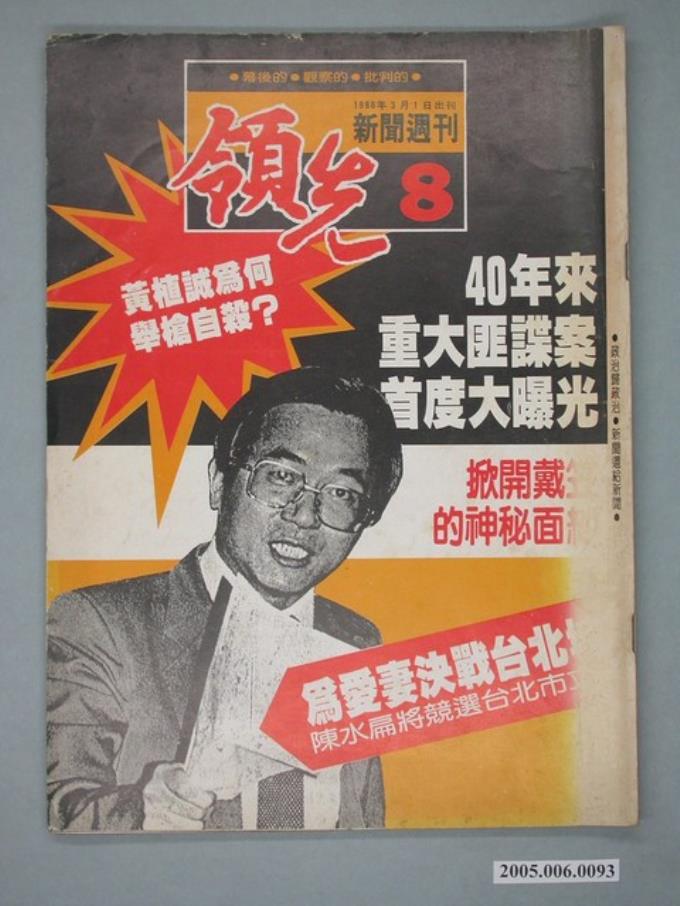 ●幕後的●觀察的●批判的●
1986年3月1日出刊
新聞週刊
領先
8
黃植誠為何
舉槍自殺？
40年來
重大匪諜案
首度大曝光
掀開戴
的神秘面
為愛妻決戰台北
陳水扁將競選台北市
●政治歸政治●新聞還給新聞●
2005.006.0093